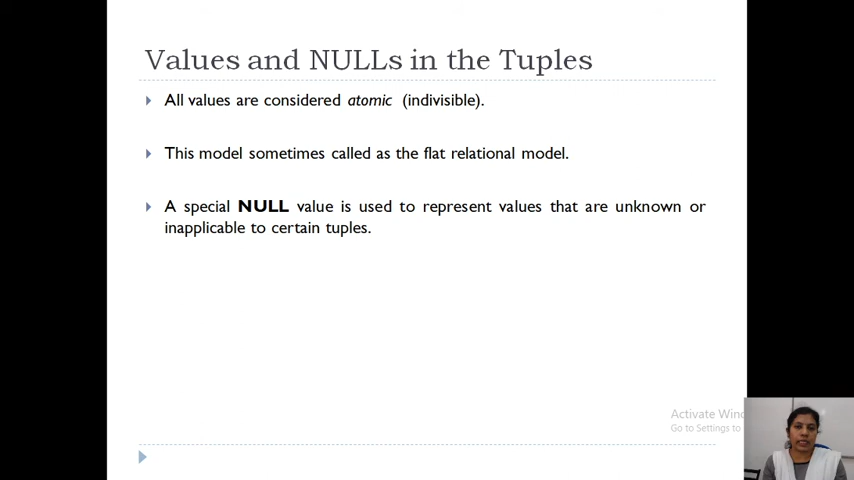 Values and NULLs in the Tuples
All values are considered atomic (indivisible).
This model sometimes called as the flat relational model.
A special NULL value is used to represent values that are unknown or
inapplicable to certain tuples.
Activate Wind
Go to Settings to